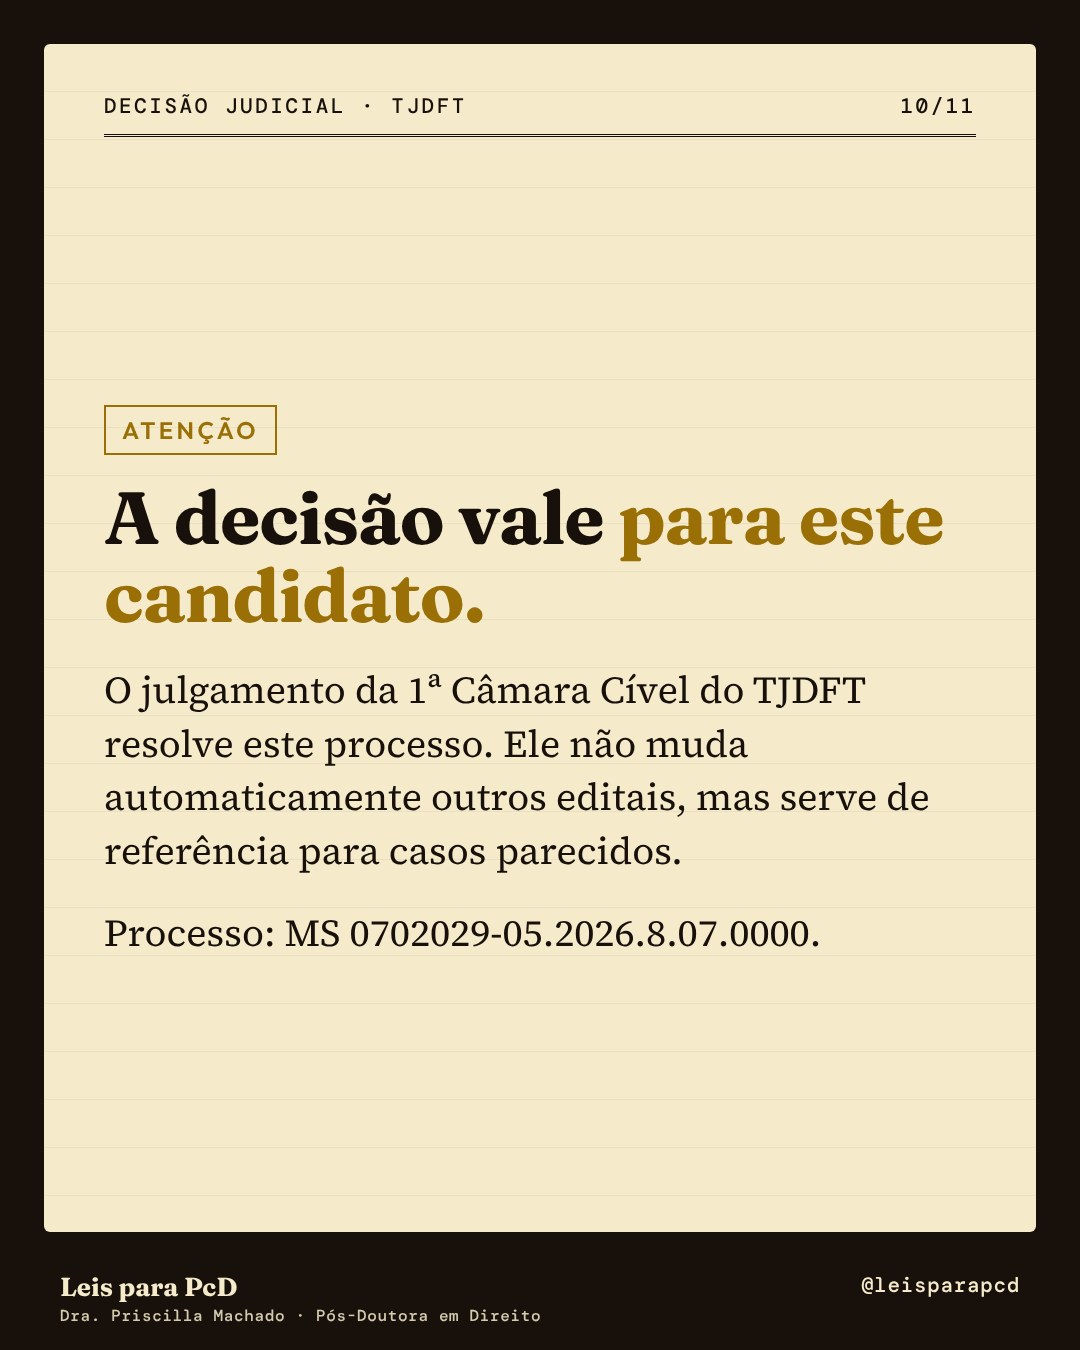 DECISÃO JUDICIAL · TJDFT 10/11
ATENÇÃO
A decisão vale para este
candidato.
O julgamento da 1ª Câmara Cível do TJDFT
resolve este processo. Ele não muda
automaticamente outros editais, mas serve de
referência para casos parecidos.
Processo: MS 0702029-05.2026.8.07.0000.
Leis para PcD
@leisparapcd
Dra. Priscilla Machado · Pós-Doutora em Direito